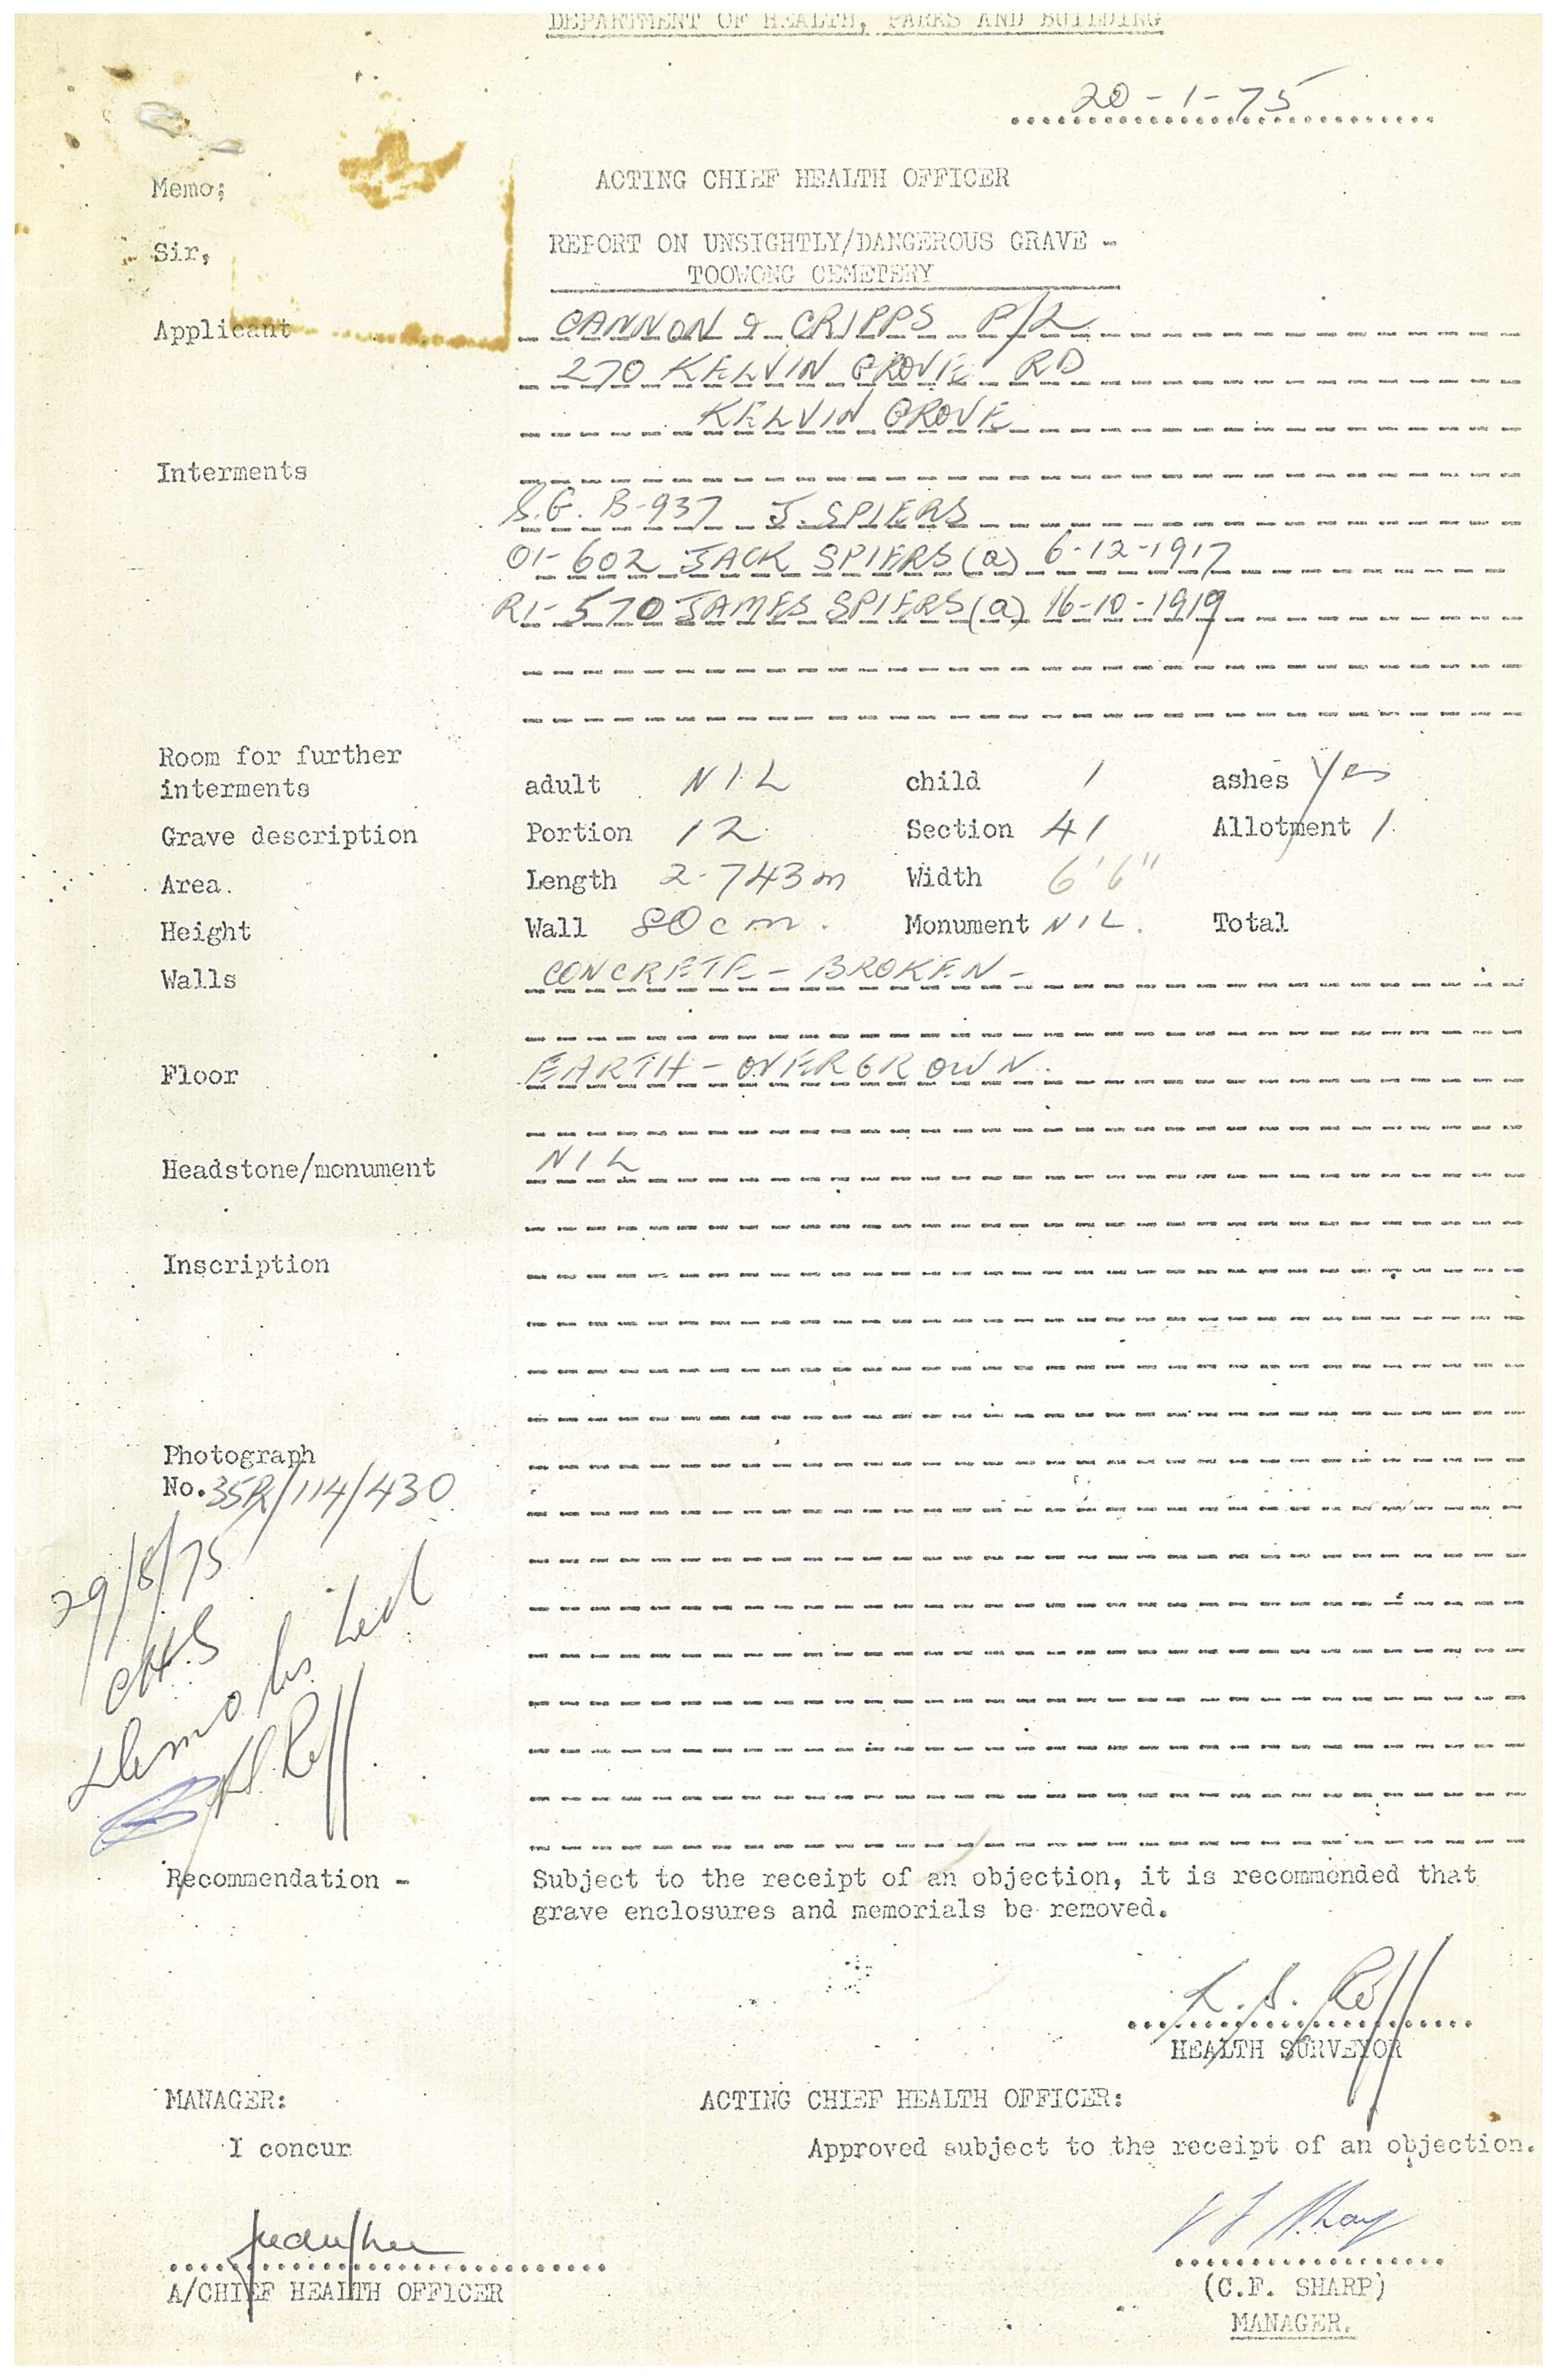 DEPARTMENT OF HEALTH, PARKS AND BUILDING
20-1-75
Memo; ACTING CHIEF HEALTH OFFICER
Sir, REPORT ON UNSIGHTLY/DANGEROUS GRAVE -
TOOWONG CEMETERY
Applicant CANNON & CRIPPS P/L
270 KELVIN GROVE RD
KELVIN GROVE
Interments
S.G. B-937 J. SPIERS
01-602 JACK SPIERS (a) 6-12-1917
R1-570 JAMES SPIERS (a) 16-10-1919
Room for further
interments adult NIL child 1 ashes Yes
Grave description Portion 12 Section 41 Allotment 1
Area. Length 2.743m Width 6'6"
Height Wall 80cm. Monument NIL. Total
Walls CONCRETE - BROKEN -
Floor EARTH - OVERGROWN.
Headstone/monument NIL
Inscription
Photograph
No. 35R/114/430
29/8/75
Demolished
Recommendation - Subject to the receipt of an objection, it is recommended that
grave enclosures and memorials be removed.
HEALTH SURVEYOR
MANAGER: ACTING CHIEF HEALTH OFFICER:
I concur Approved subject to the receipt of an objection.
A/CHIEF HEALTH OFFICER (C.F. SHARP)
MANAGER.